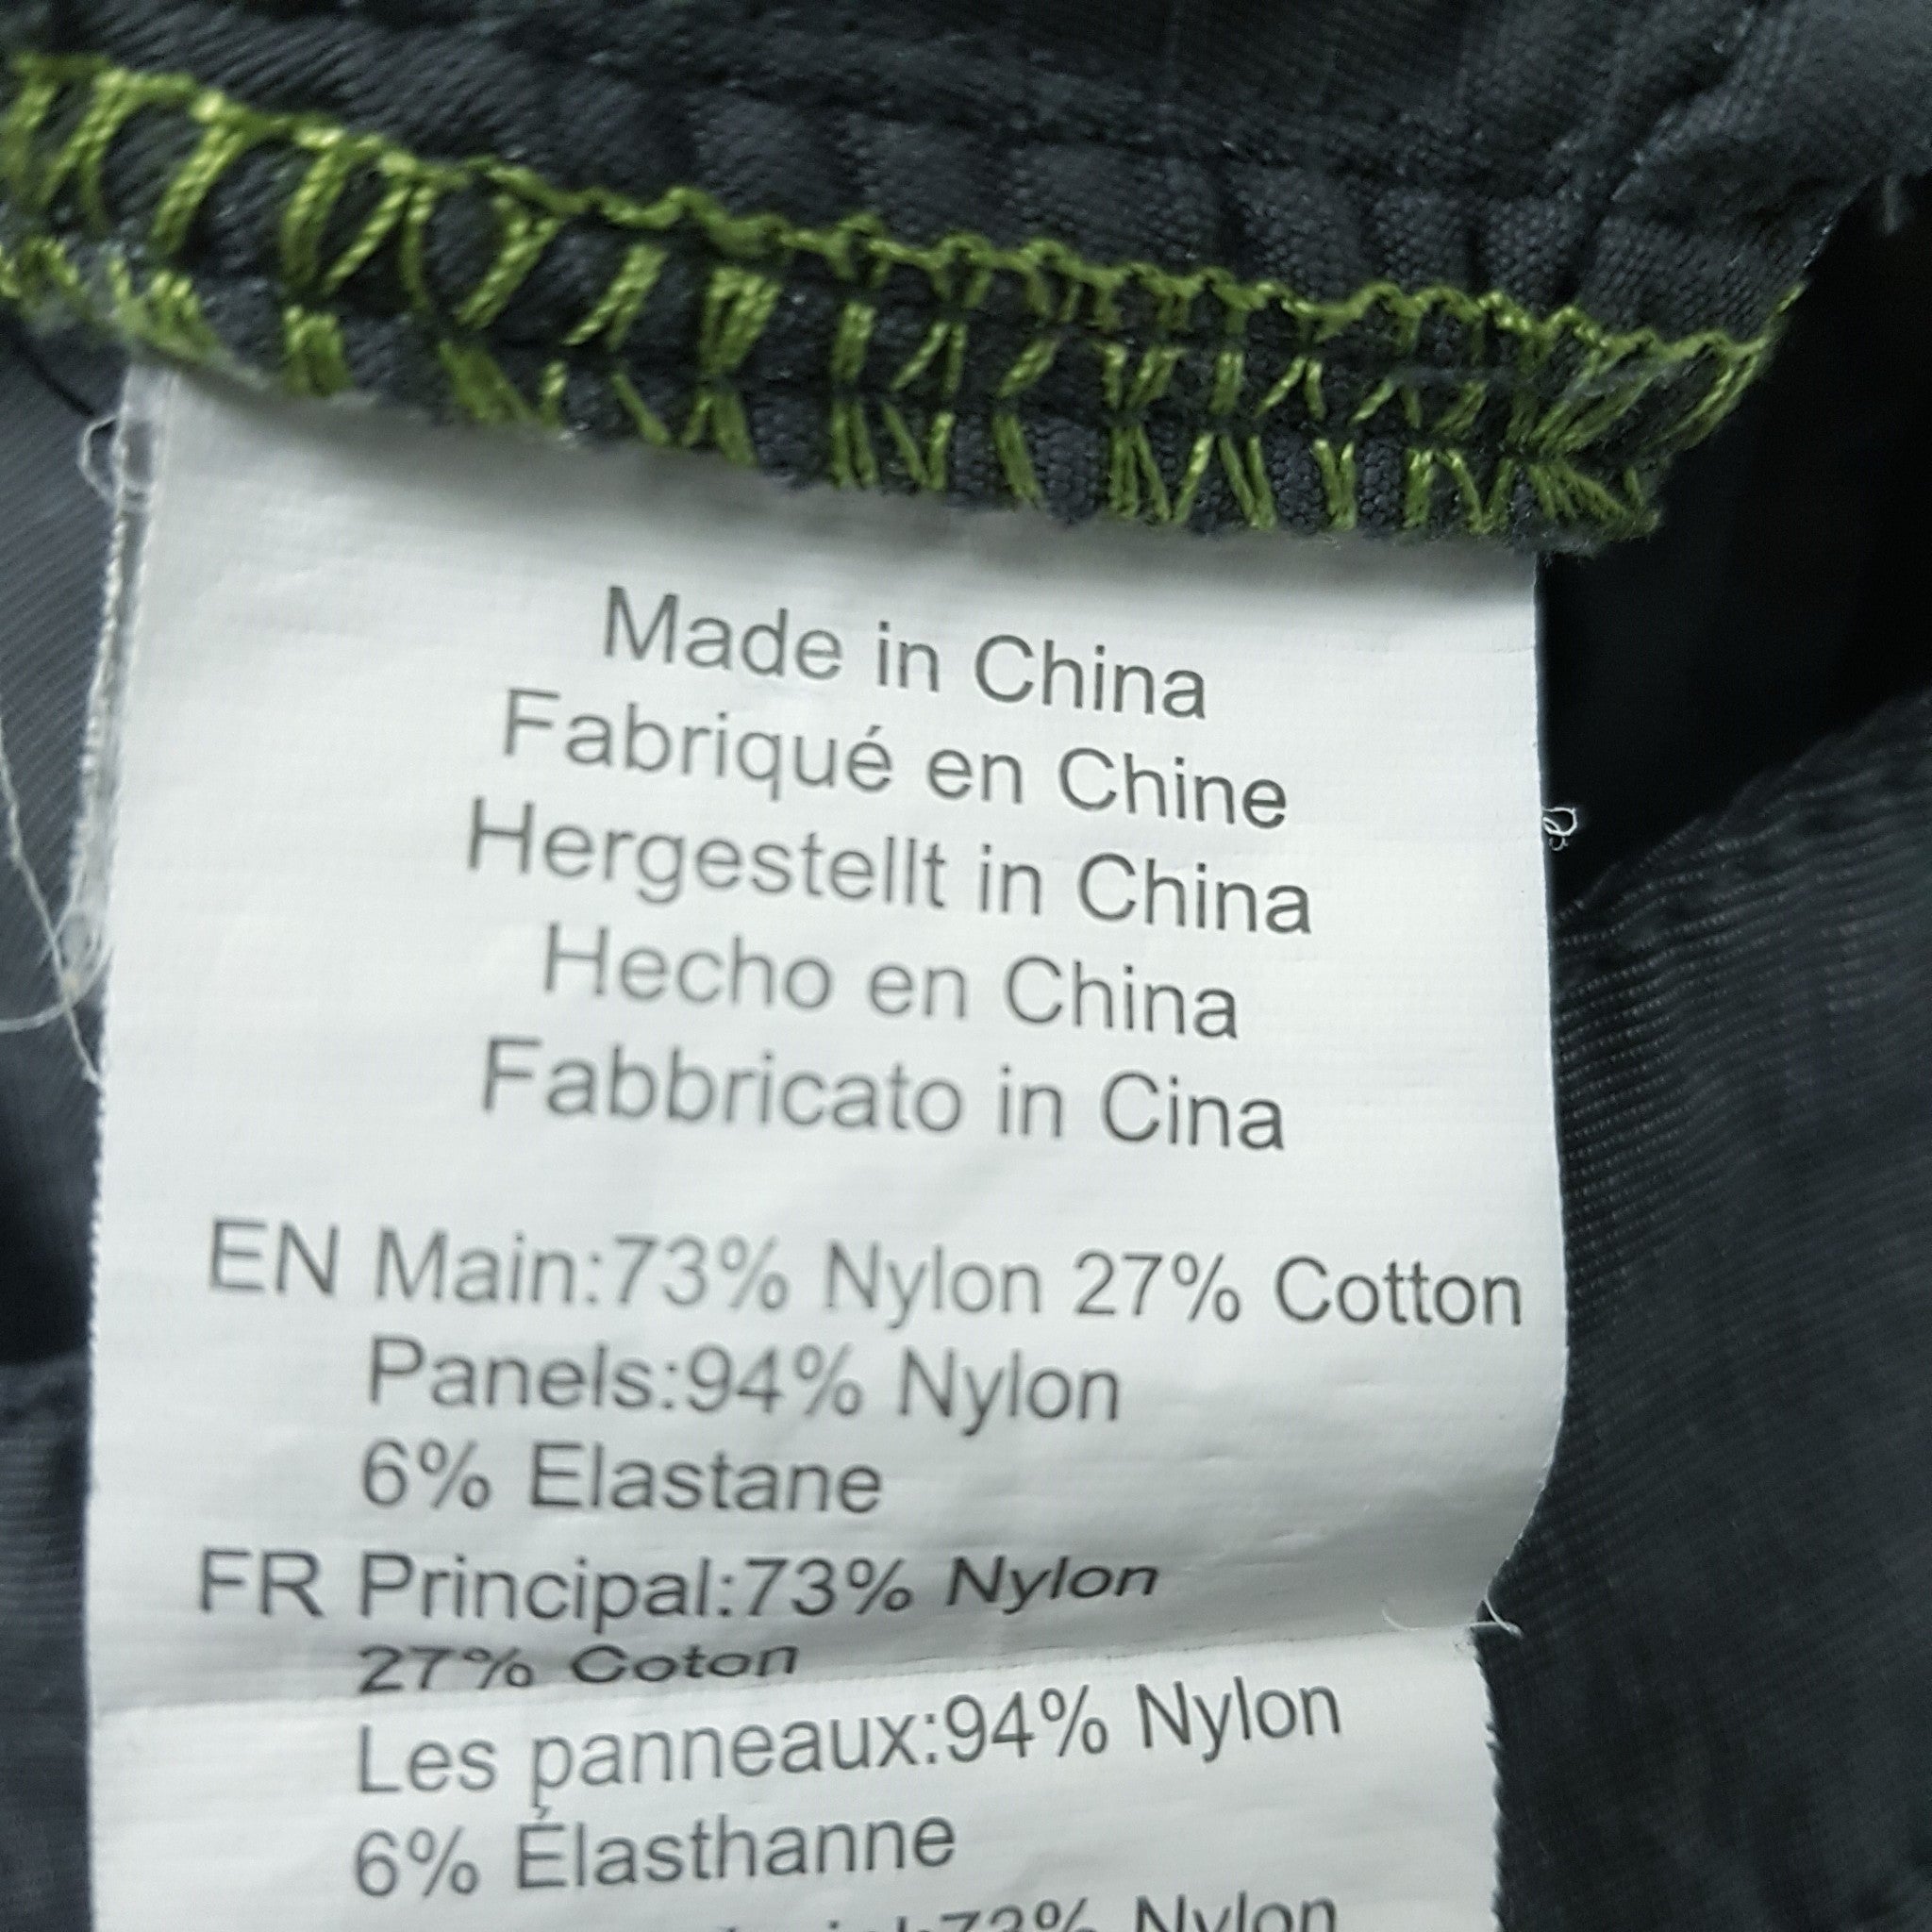 Made in China
Fabriqué en Chine
Hergestellt in China
Hecho en China
Fabbricato in Cina
EN Main:73% Nylon 27% Cotton
Panels:94% Nylon
6% Elastane
FR Principal:73% Nylon
27% Coton
Les panneaux:94% Nylon
6% Élasthanne
73% Nylon